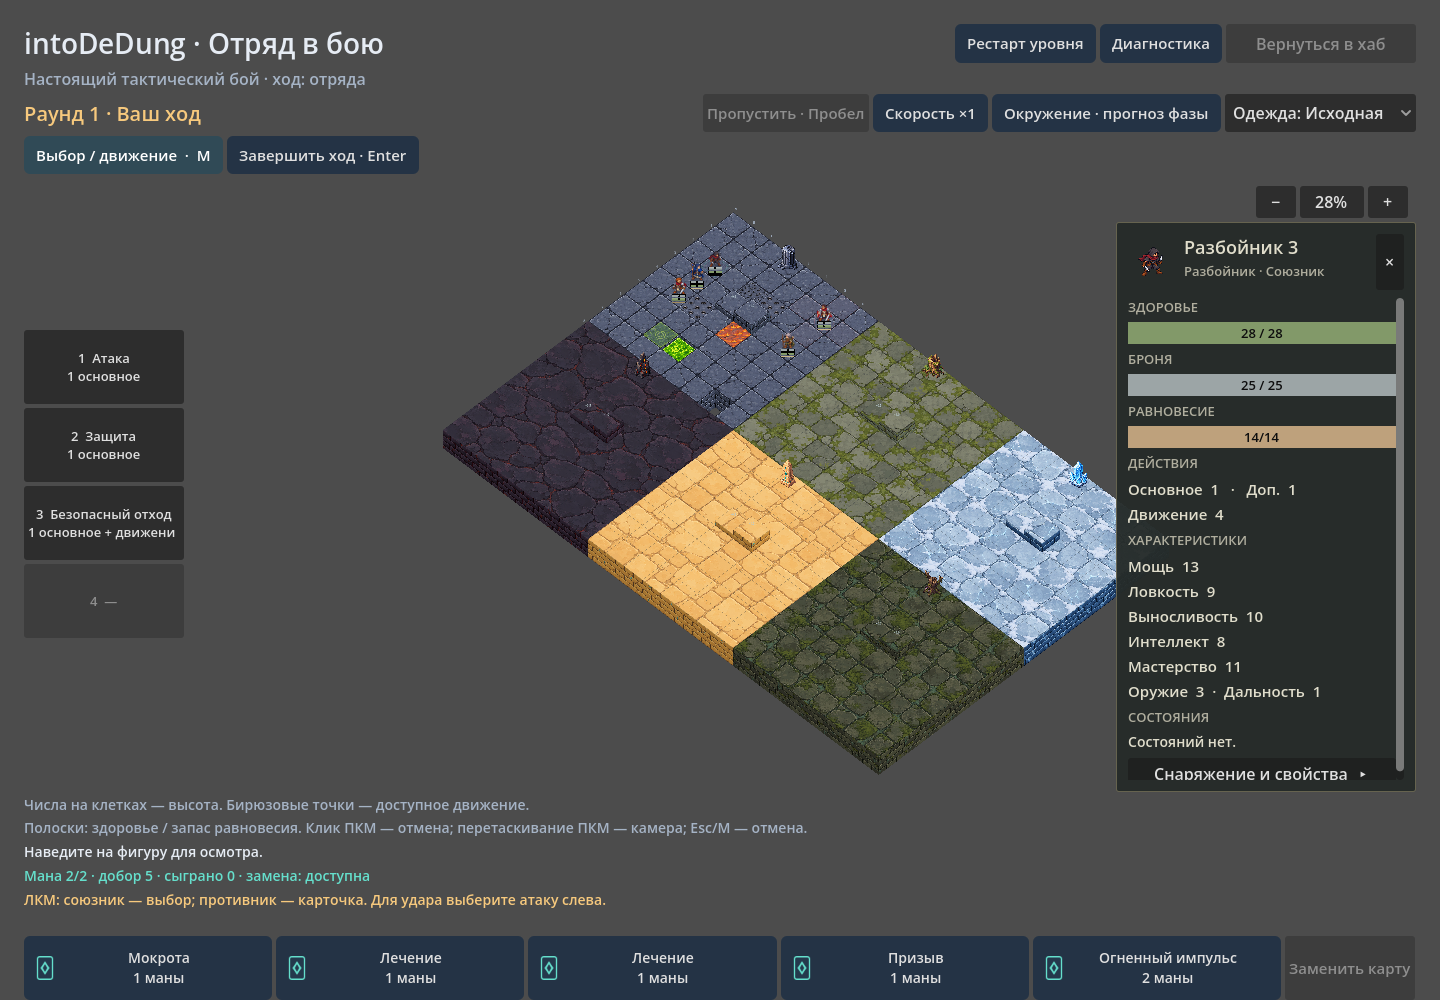 intoDeDung · Отряд в бою
Рестарт уровня
Диагностика
Вернуться в хаб
Настоящий тактический бой · ход: отряда
Раунд 1 · Ваш ход
Пропустить · Пробел
Скорость ×1
Окружение · прогноз фазы
Одежда: Исходная
Выбор / движение · M
Завершить ход · Enter
−
28%
+
Разбойник 3
Разбойник · Союзник
×
ЗДОРОВЬЕ
28 / 28
БРОНЯ
25 / 25
РАВНОВЕСИЕ
14/14
ДЕЙСТВИЯ
Основное 1 · Доп. 1
Движение 4
ХАРАКТЕРИСТИКИ
Мощь 13
Ловкость 9
Выносливость 10
Интеллект 8
Мастерство 11
Оружие 3 · Дальность 1
СОСТОЯНИЯ
Состояний нет.
Снаряжение и свойства ▸
1 Атака
1 основное
2 Защита
1 основное
3 Безопасный отход
1 основное + движени
4 —
Числа на клетках — высота. Бирюзовые точки — доступное движение.
Полоски: здоровье / запас равновесия. Клик ПКМ — отмена; перетаскивание ПКМ — камера; Esc/M — отмена.
Наведите на фигуру для осмотра.
Мана 2/2 · добор 5 · сыграно 0 · замена: доступна
ЛКМ: союзник — выбор; противник — карточка. Для удара выберите атаку слева.
Мокрота
1 маны
Лечение
1 маны
Лечение
1 маны
Призыв
1 маны
Огненный импульс
2 маны
Заменить карту